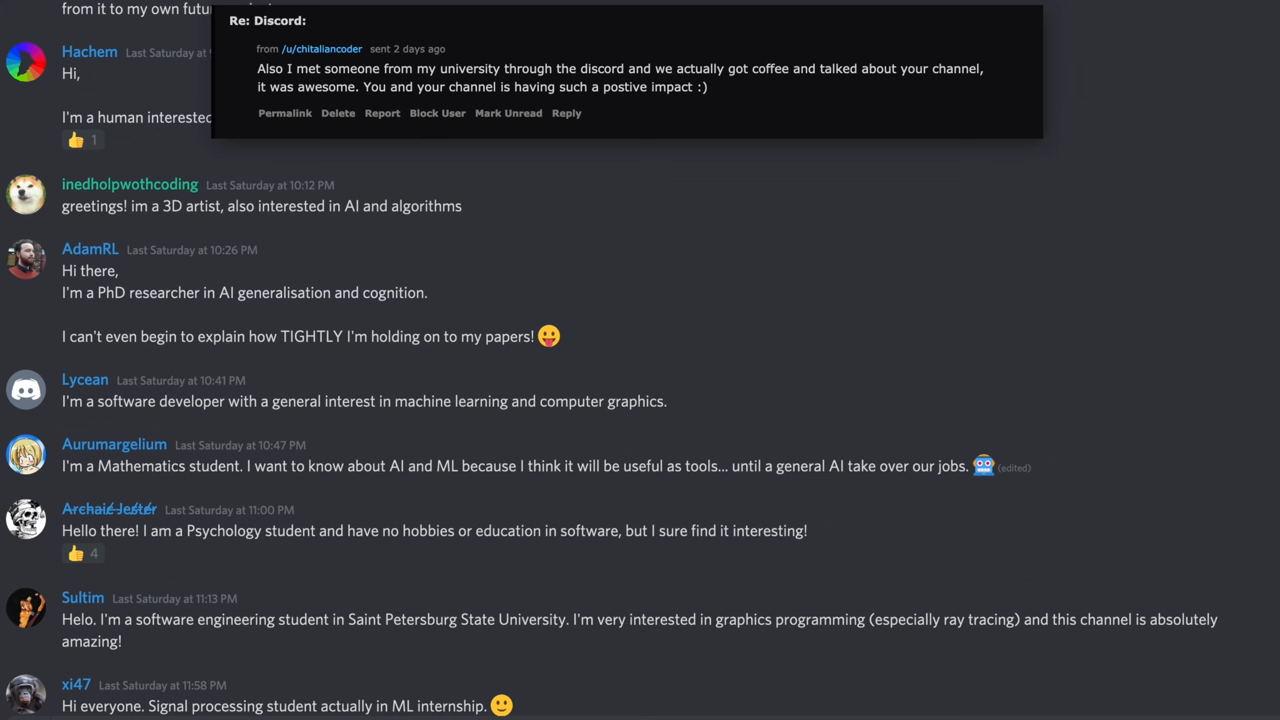 from it to my own futu
Re: Discord:
from /u/chitaliancoder sent 2 days ago
Also I met someone from my university through the discord and we actually got coffee and talked about your channel,
it was awesome. You and your channel is having such a postive impact :)
Permalink Delete Report Block User Mark Unread Reply
Hachem Last Saturday at
Hi,
I'm a human interested
👍 1
inedholpwothcoding Last Saturday at 10:12 PM
greetings! im a 3D artist, also interested in AI and algorithms
AdamRL Last Saturday at 10:26 PM
Hi there,
I'm a PhD researcher in AI generalisation and cognition.
I can't even begin to explain how TIGHTLY I'm holding on to my papers! 😛
Lycean Last Saturday at 10:41 PM
I'm a software developer with a general interest in machine learning and computer graphics.
Aurumargelium Last Saturday at 10:47 PM
I'm a Mathematics student. I want to know about AI and ML because I think it will be useful as tools... until a general AI take over our jobs. 🤖 (edited)
Last Saturday at 11:00 PM
Hello there! I am a Psychology student and have no hobbies or education in software, but I sure find it interesting!
👍 4
Sultim Last Saturday at 11:13 PM
Helo. I'm a software engineering student in Saint Petersburg State University. I'm very interested in graphics programming (especially ray tracing) and this channel is absolutely
amazing!
xi47 Last Saturday at 11:58 PM
Hi everyone. Signal processing student actually in ML internship. 🙂